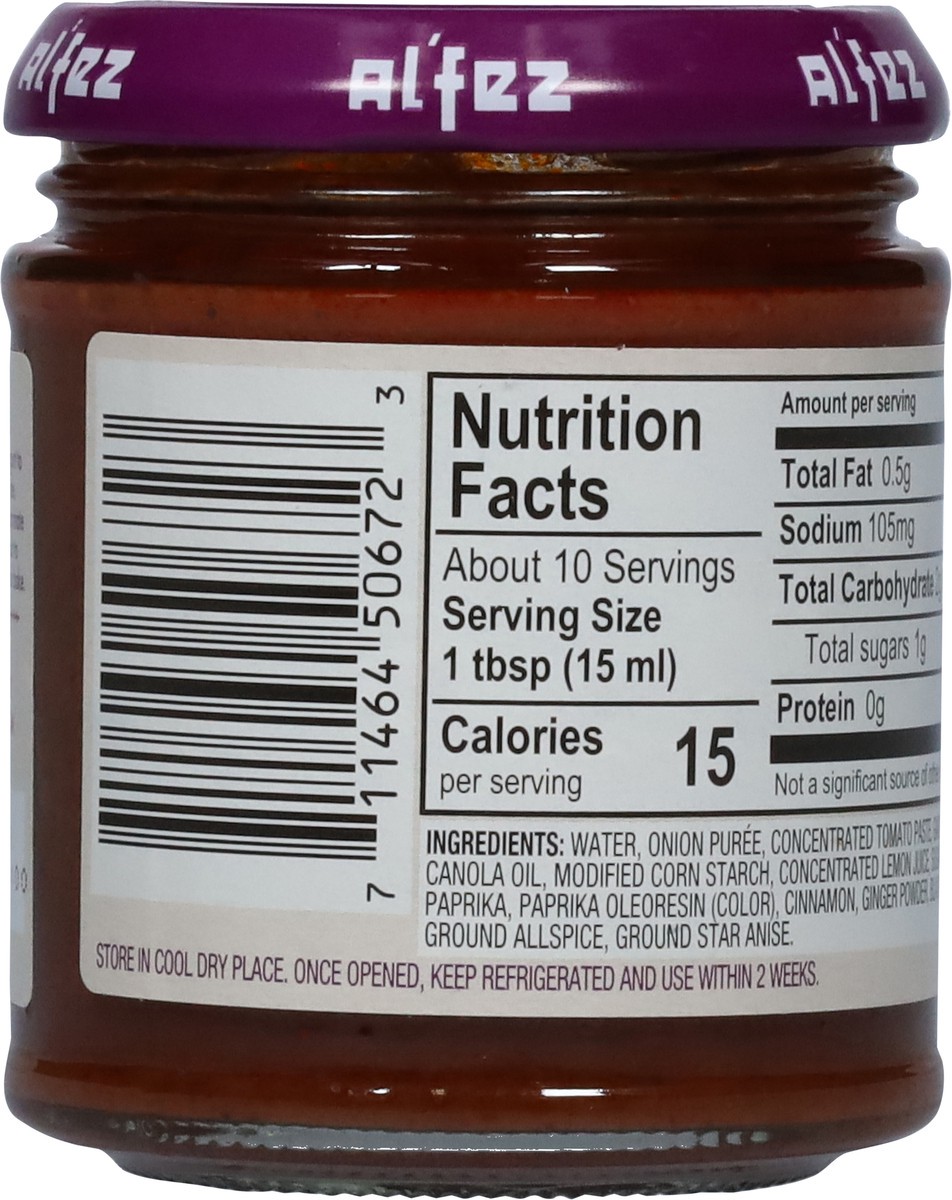 al'fez
al'fez
al'fez
7 11464 50672 3
Nutrition
Facts
About 10 Servings
Serving Size
1 tbsp (15 ml)
Calories
per serving
15
Amount per serving
Total Fat 0.5g
Sodium 105mg
Total Carbohydrate
Total sugars 1g
Protein 0g
Not a significant source of
INGREDIENTS: WATER, ONION PURÉE, CONCENTRATED TOMATO PASTE,
CANOLA OIL, MODIFIED CORN STARCH, CONCENTRATED LEMON JUICE,
PAPRIKA, PAPRIKA OLEORESIN (COLOR), CINNAMON, GINGER POWDER,
GROUND ALLSPICE, GROUND STAR ANISE.
STORE IN COOL DRY PLACE. ONCE OPENED, KEEP REFRIGERATED AND USE WITHIN 2 WEEKS.